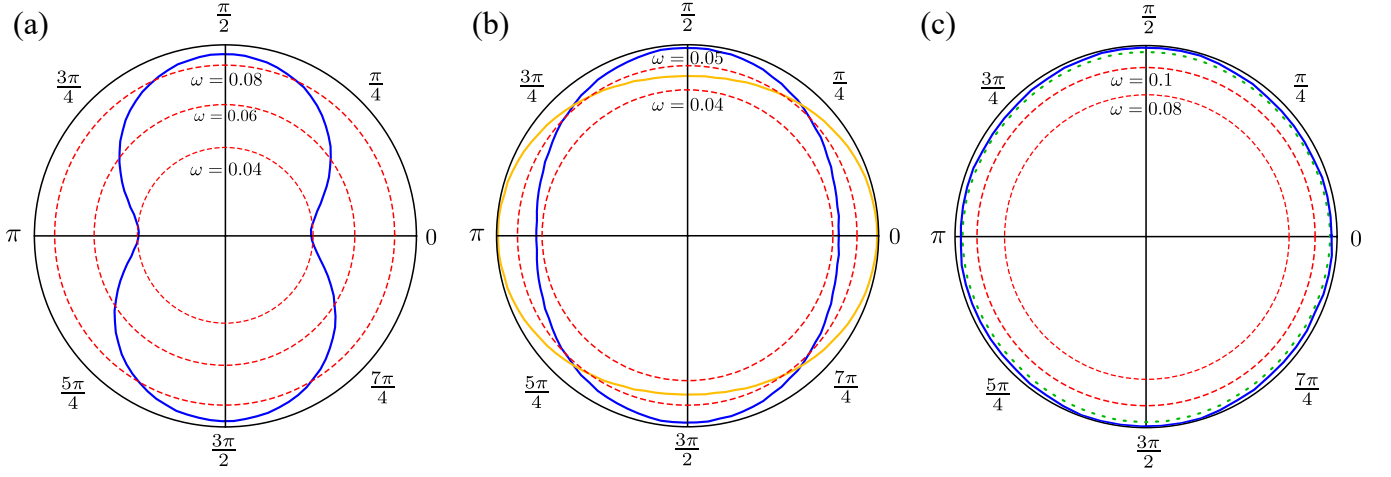 (a)
π/2
3π/4
π/4
ω = 0.08
ω = 0.06
ω = 0.04
π
0
5π/4
7π/4
3π/2
(b)
π/2
3π/4
π/4
ω = 0.05
ω = 0.04
π
0
5π/4
7π/4
3π/2
(c)
π/2
3π/4
π/4
ω = 0.1
ω = 0.08
π
0
5π/4
7π/4
3π/2